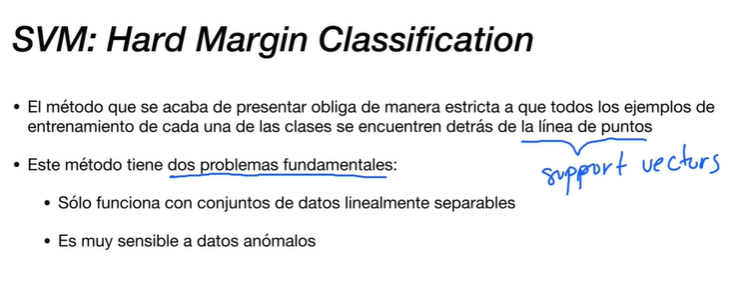 SVM: Hard Margin Classification
• El método que se acaba de presentar obliga de manera estricta a que todos los ejemplos de
entrenamiento de cada una de las clases se encuentren detrás de la línea de puntos
support vectors
• Este método tiene dos problemas fundamentales:
• Sólo funciona con conjuntos de datos linealmente separables
• Es muy sensible a datos anómalos